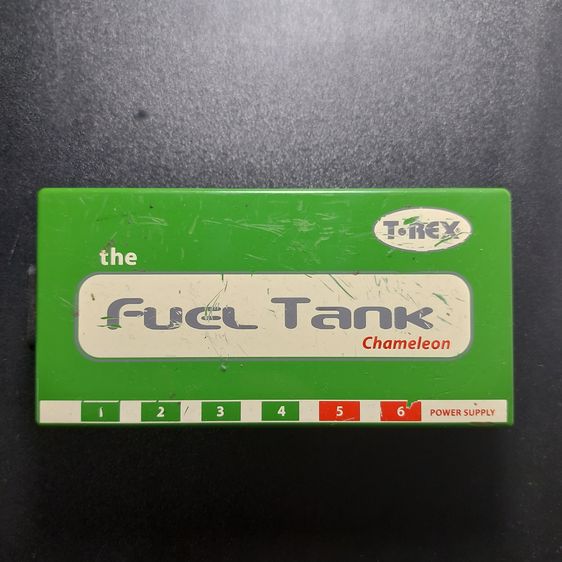 T-REX
the
Fuel Tank
Chameleon
1 2 3 4 5 6 POWER SUPPLY